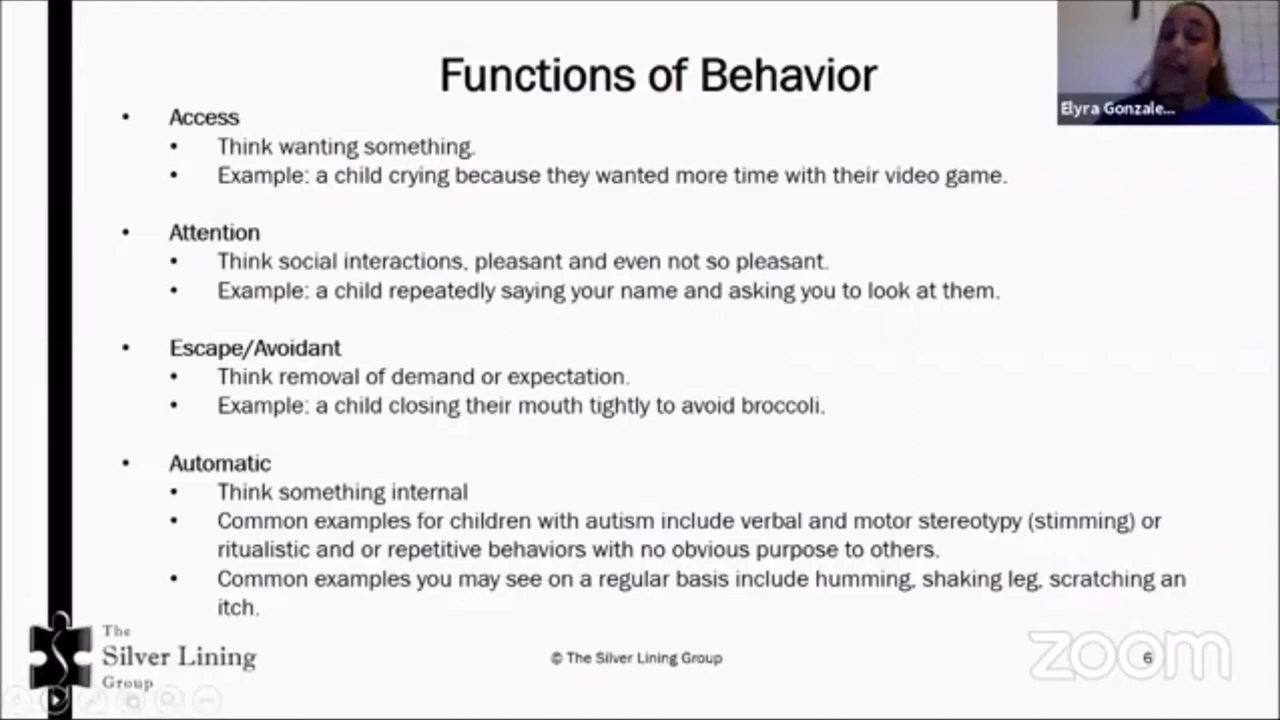 Functions of Behavior
Elyra Gonzale...
• Access
• Think wanting something.
• Example: a child crying because they wanted more time with their video game.
• Attention
• Think social interactions, pleasant and even not so pleasant.
• Example: a child repeatedly saying your name and asking you to look at them.
• Escape/Avoidant
• Think removal of demand or expectation.
• Example: a child closing their mouth tightly to avoid broccoli.
• Automatic
• Think something internal
• Common examples for children with autism include verbal and motor stereotypy (stimming) or
ritualistic and or repetitive behaviors with no obvious purpose to others.
• Common examples you may see on a regular basis include humming, shaking leg, scratching an
itch.
The
Silver Lining
Group
© The Silver Lining Group
6
zoom